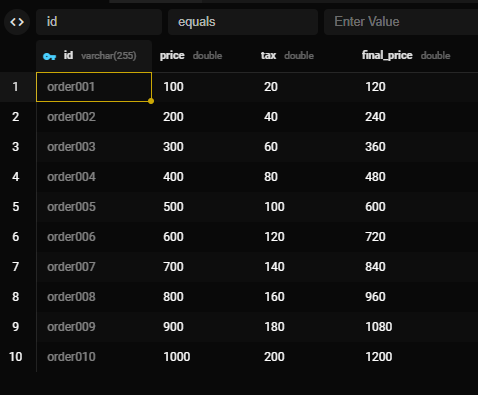 <> id equals Enter Value
id varchar(255) price double tax double final_price double
1 order001 100 20 120
2 order002 200 40 240
3 order003 300 60 360
4 order004 400 80 480
5 order005 500 100 600
6 order006 600 120 720
7 order007 700 140 840
8 order008 800 160 960
9 order009 900 180 1080
10 order010 1000 200 1200